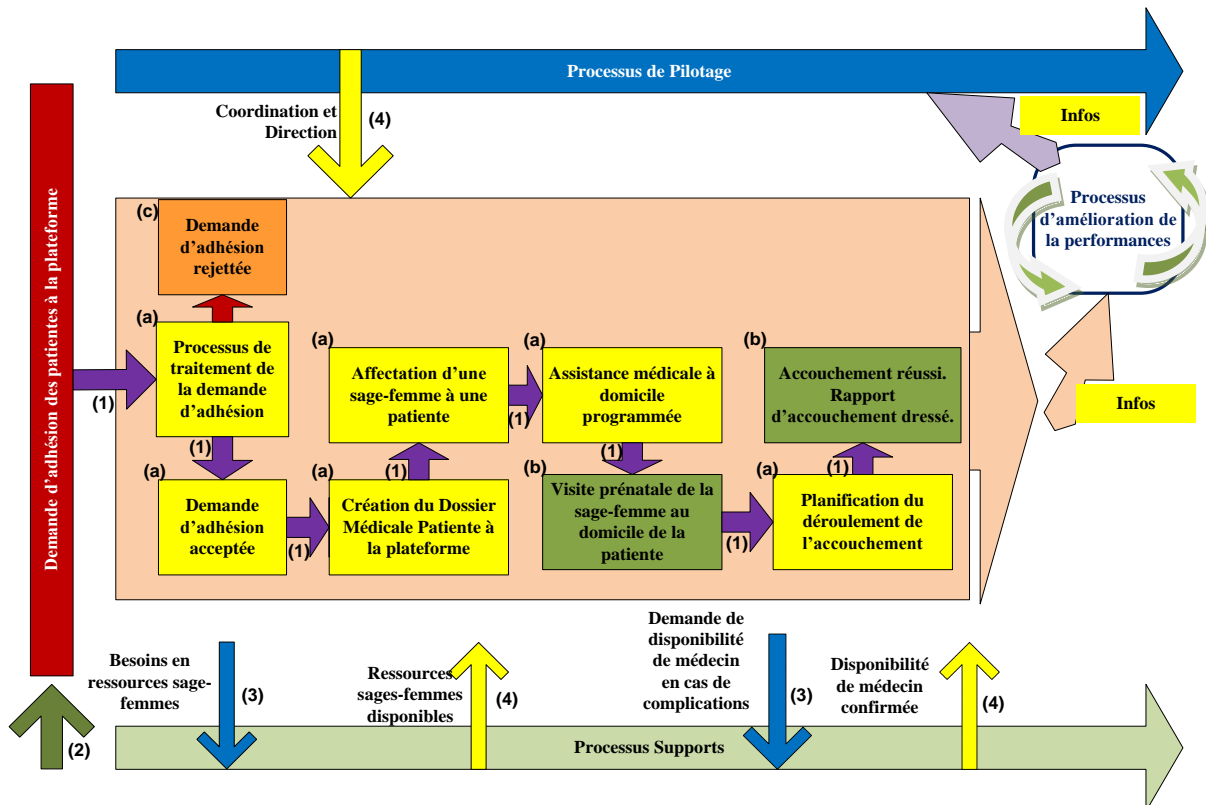 Processus de Pilotage
Demande d'adhésion des patientes à la plateforme
Coordination et
Direction
(4)
Infos
Processus
d'amélioration de
la performances
(c)
Demande
d'adhésion
rejettée
(a)
Processus de
traitement de
la demande
d'adhésion
(1)
(1)
(a)
Demande
d'adhésion
acceptée
(1)
(a)
Création du Dossier
Médicale Patiente à
la plateforme
(1)
(a)
Affectation d'une
sage-femme à une
patiente
(1)
(a)
Assistance médicale à
domicile
programmée
(1)
(b)
Visite prénatale de la
sage-femme au
domicile de la
patiente
(1)
(a)
Planification du
déroulement de
l'accouchement
(1)
(b)
Accouchement réussi.
Rapport
d'accouchement dressé.
Infos
(2)
Besoins en
ressources sage-
femmes
(3)
Ressources
sages-femmes
disponibles
(4)
Demande de
disponibilité
de médecin
en cas de
complications
(3)
Disponibilité
de médecin
confirmée
(4)
Processus Supports